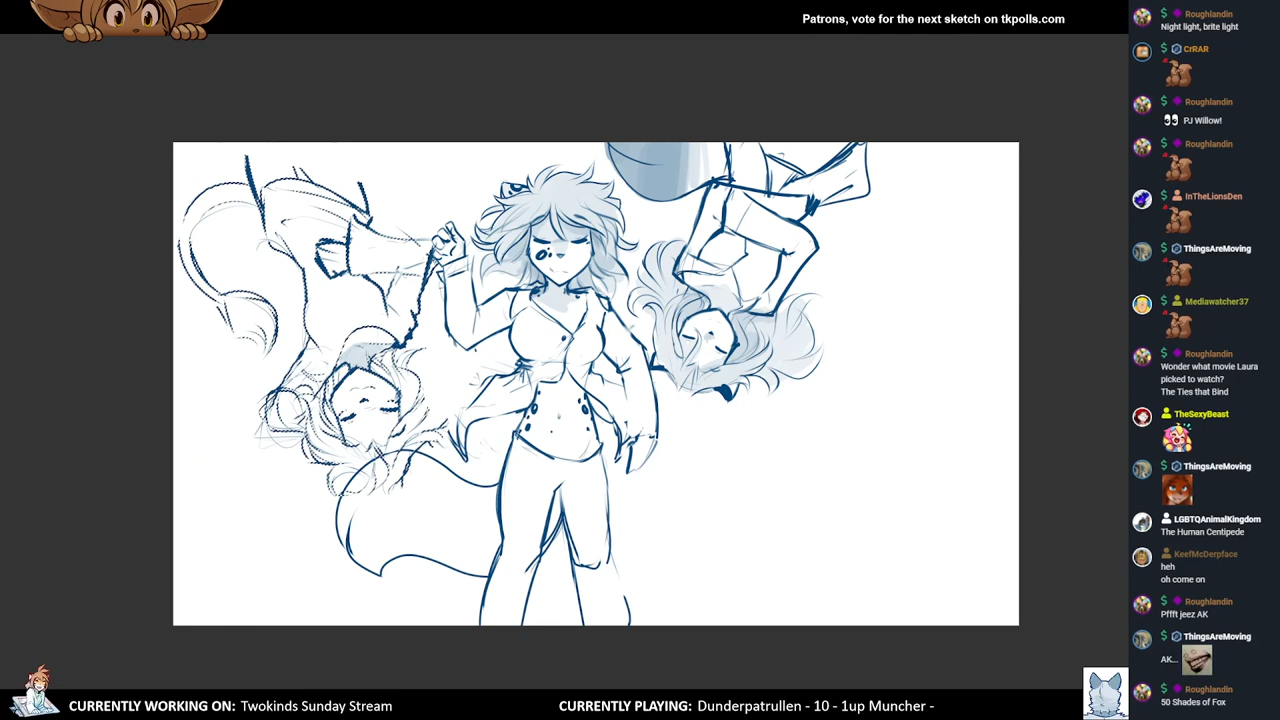 Patrons, vote for the next sketch on tkpolls.com
Roughlandin
Night light, brite light
CrRAR
Roughlandin
PJ Willow!
Roughlandin
InTheLionsDen
ThingsAreMoving
Mediawatcher37
Roughlandin
Wonder what movie Laura
picked to watch?
The Ties that Bind
TheSexyBeast
ThingsAreMoving
LGBTQAnimalKingdom
The Human Centipede
KeefMcDerpface
heh
oh come on
Roughlandin
Pffft jeez AK
ThingsAreMoving
AK...
Roughlandin
50 Shades of Fox
CURRENTLY WORKING ON: Twokinds Sunday Stream
CURRENTLY PLAYING: Dunderpatrullen - 10 - 1up Muncher -